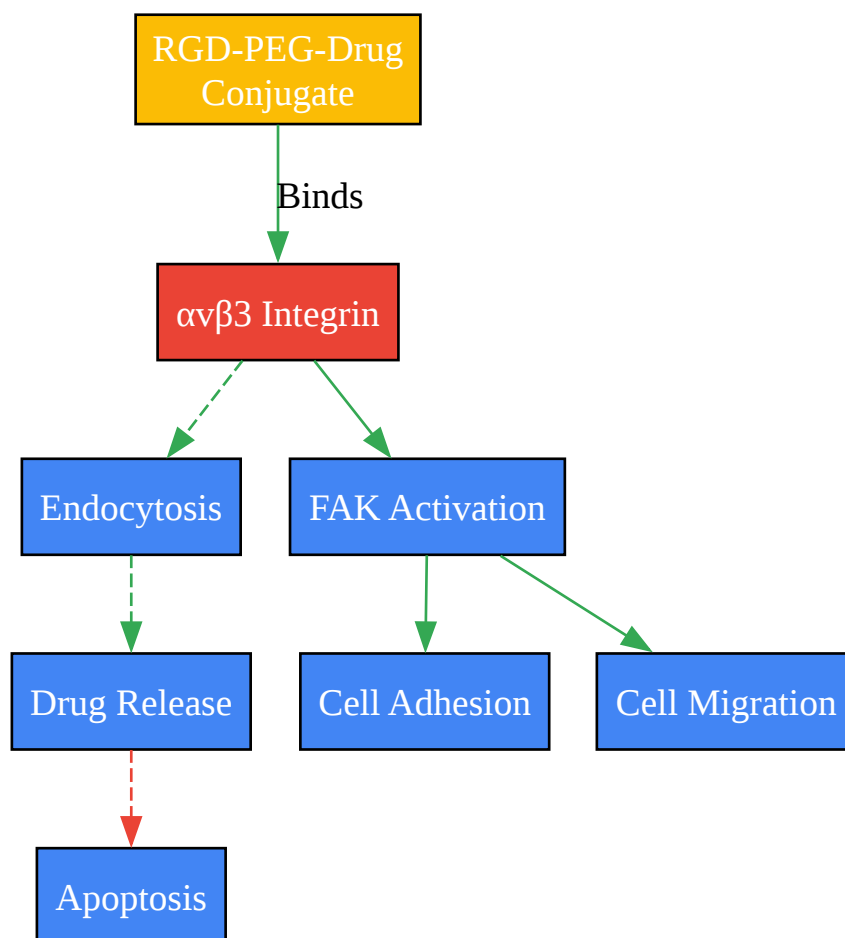 RGD-PEG-Drug
Conjugate
Binds
αvβ3 Integrin
Endocytosis
FAK Activation
Drug Release
Cell Adhesion
Cell Migration
Apoptosis